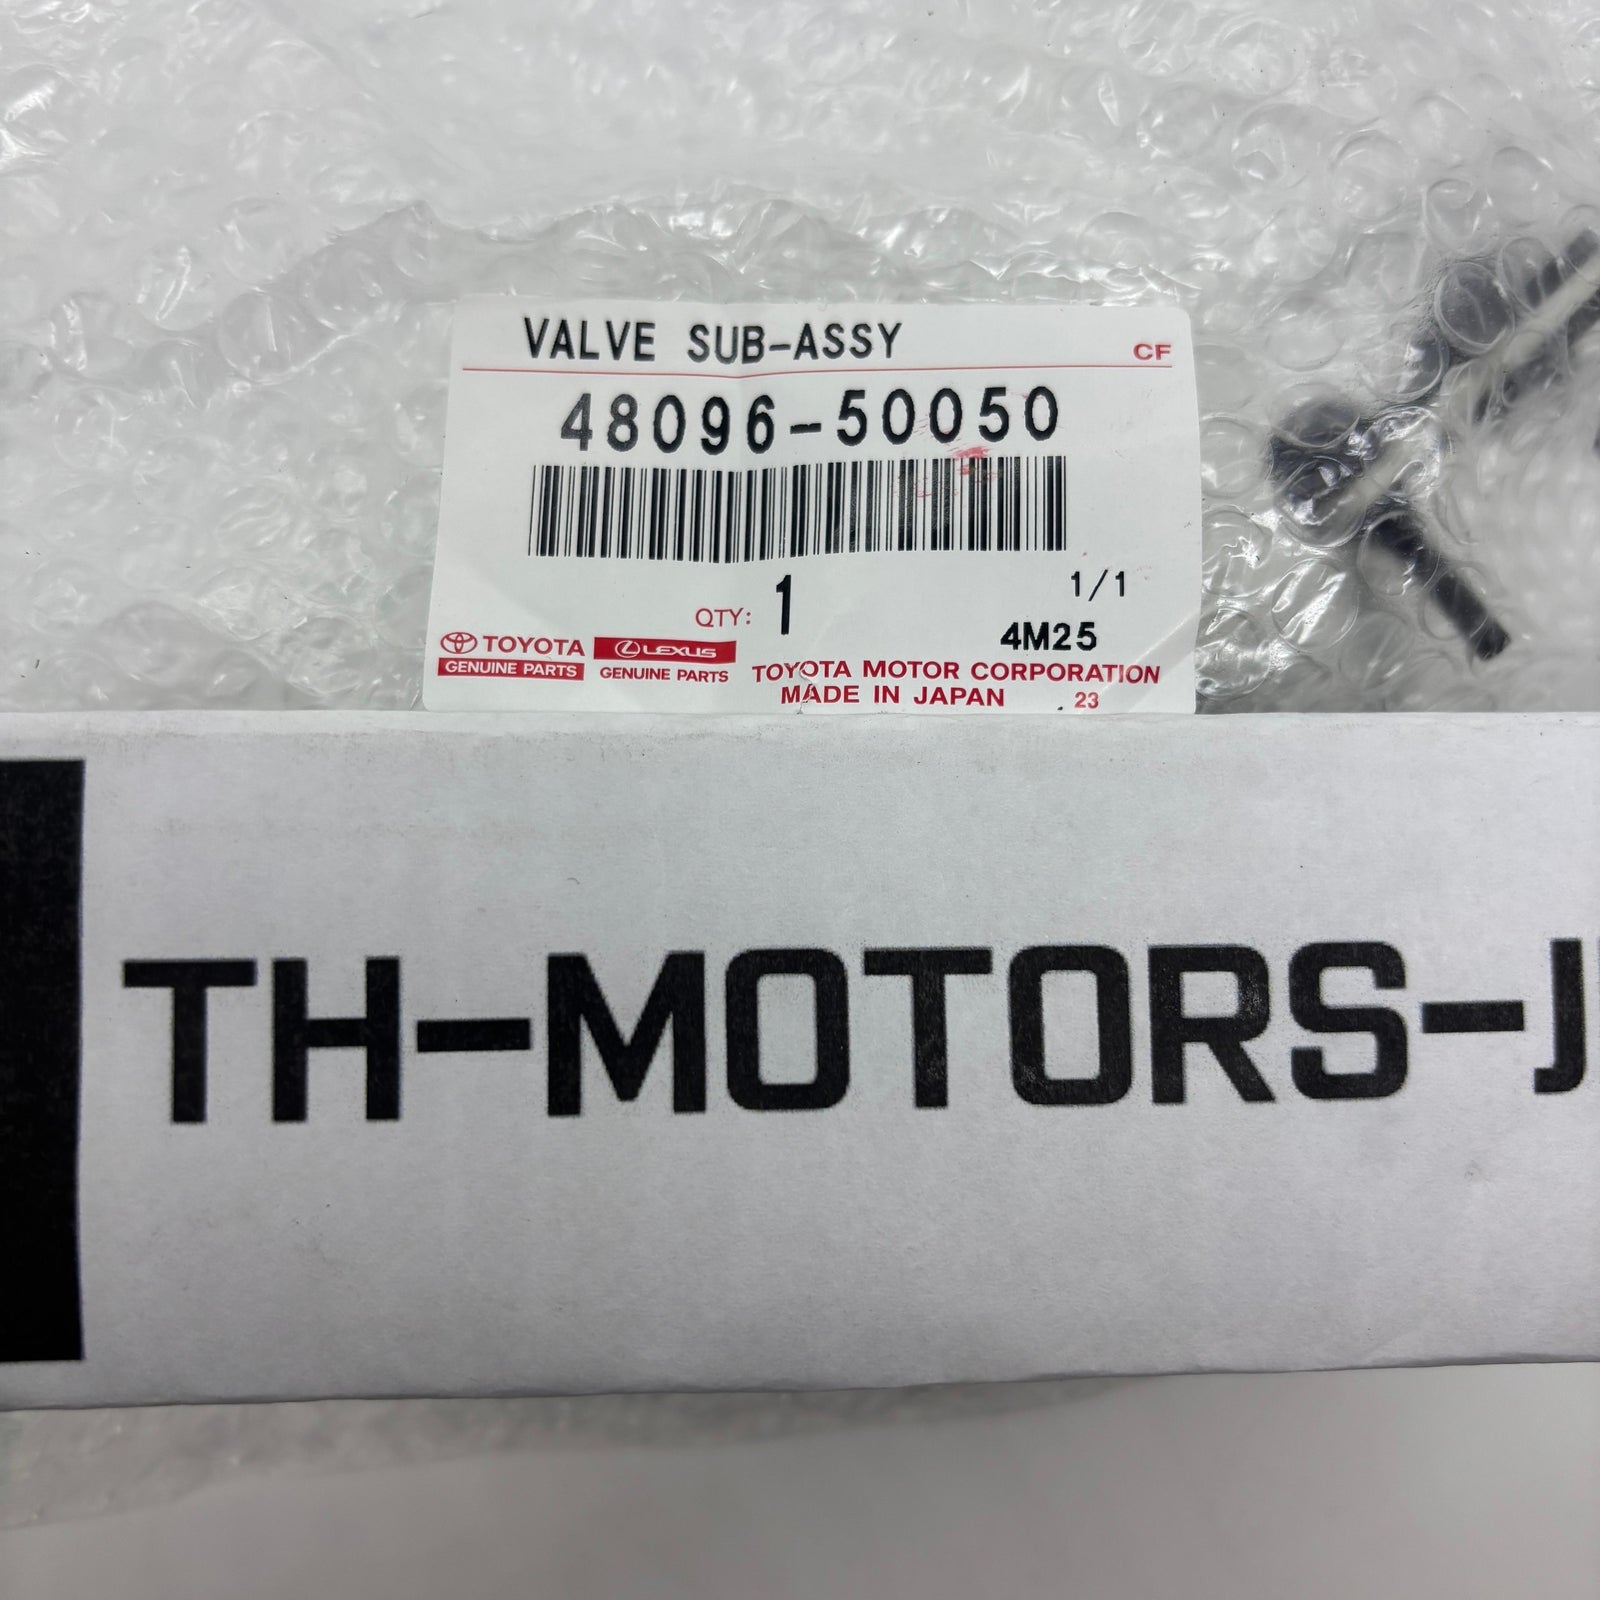 VALVE SUB-ASSY
CF
48096-50050
1/1
QTY: 1
4M25
TOYOTA
GENUINE PARTS
LEXUS
GENUINE PARTS
TOYOTA MOTOR CORPORATION
MADE IN JAPAN 23
TH-MOTORS-J